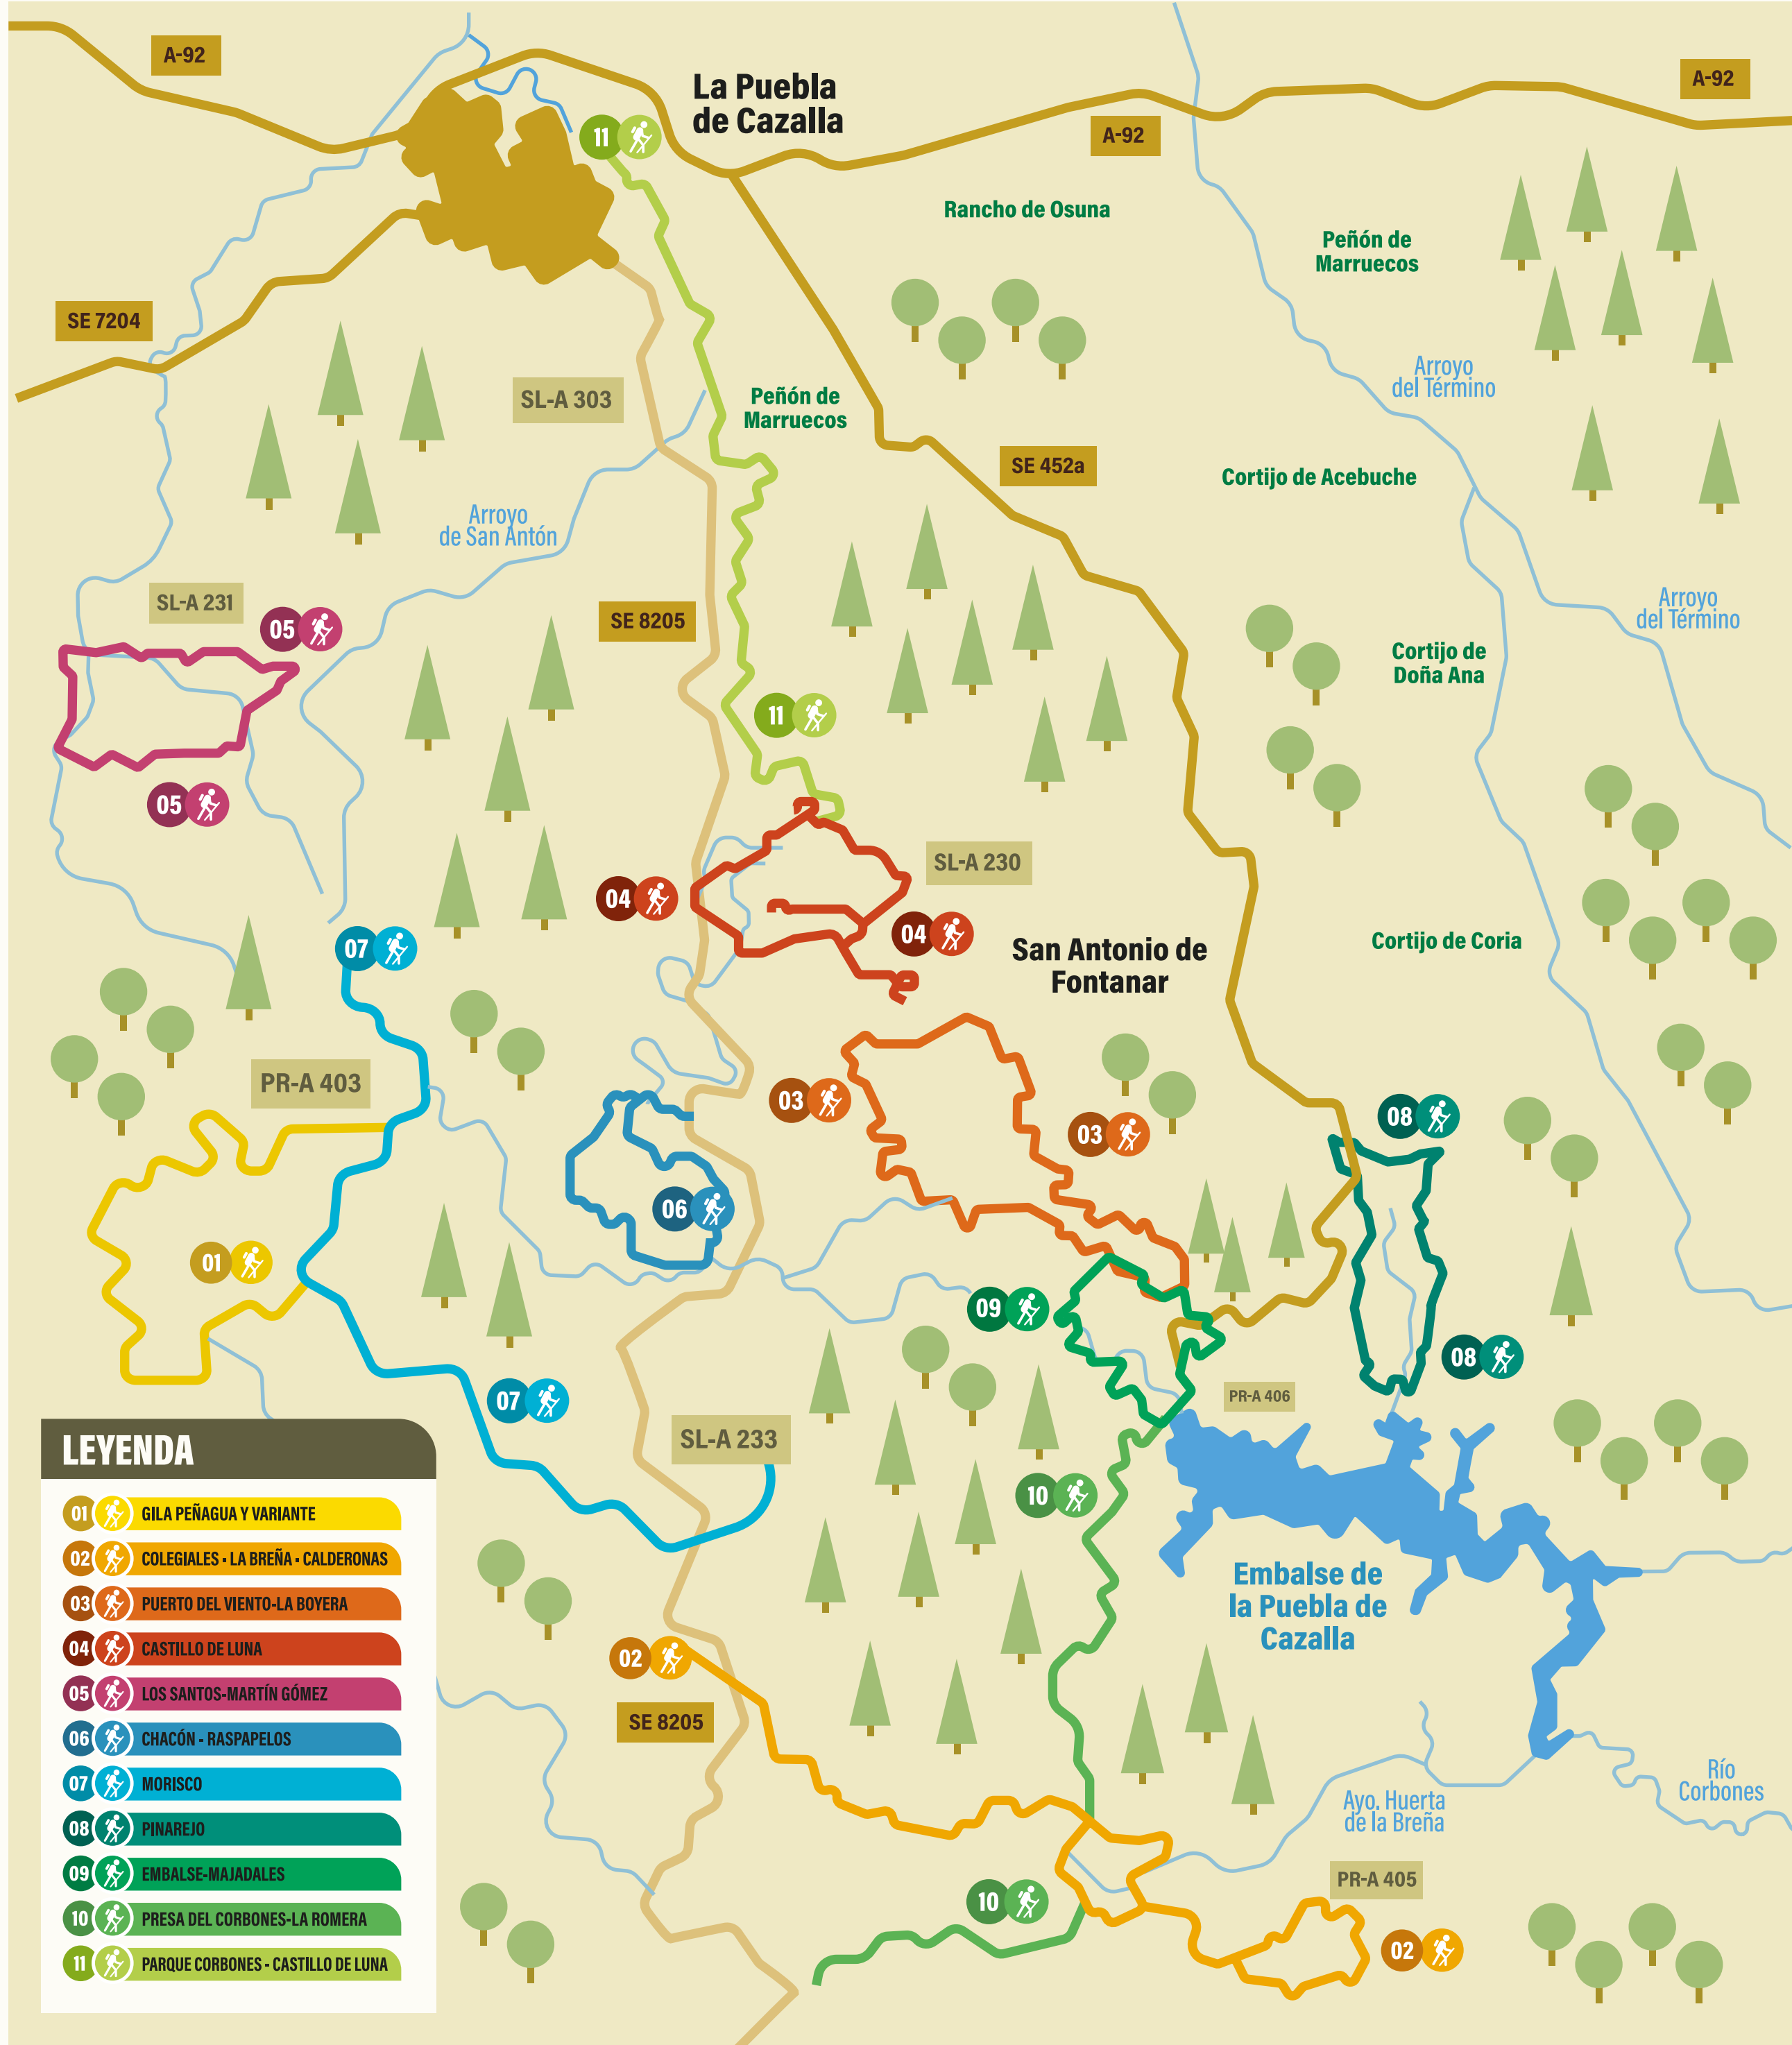 A-92
La Puebla
de Cazalla
A-92
A-92
11
Rancho de Osuna
Peñón de
Marruecos
SE 7204
Arroyo
del Término
SL-A 303
Peñón de
Marruecos
SE 452a
Cortijo de Acebuche
Arroyo
de San Antón
SL-A 231
05
SE 8205
Arroyo
del Término
Cortijo de
Doña Ana
11
05
SL-A 230
04
04
07
San Antonio de
Fontanar
Cortijo de Coria
PR-A 403
03
03
08
06
01
09
08
07
PR-A 406
SL-A 233
10
Embalse de
la Puebla de
Cazalla
02
SE 8205
Río
Corbones
Ayo. Huerta
de la Breña
PR-A 405
10
02
LEYENDA
01 GILA PEÑAGUA Y VARIANTE
02 COLEGIALES - LA BREÑA - CALDERONAS
03 PUERTO DEL VIENTO-LA BOYERA
04 CASTILLO DE LUNA
05 LOS SANTOS-MARTÍN GÓMEZ
06 CHACÓN - RASPAPELOS
07 MORISCO
08 PINAREJO
09 EMBALSE-MAJADALES
10 PRESA DEL CORBONES-LA ROMERA
11 PARQUE CORBONES - CASTILLO DE LUNA